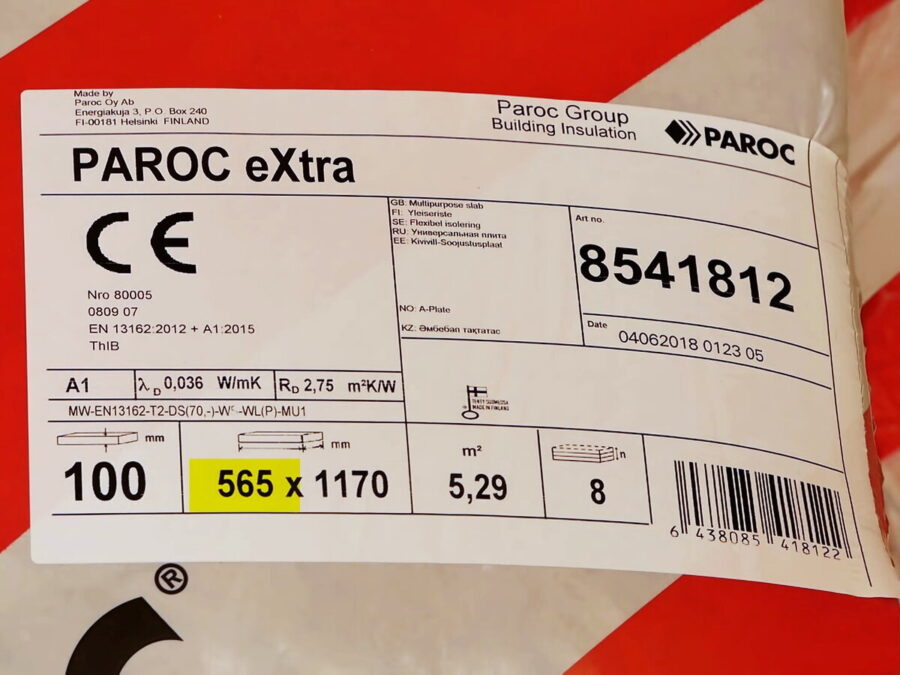 Made by
Paroc Oy Ab
Energiakuja 3, P.O. Box 240
FI-00181 Helsinki FINLAND
Paroc Group
Building Insulation
PAROC
PAROC eXtra
CE
Nro 80005
0809 07
EN 13162:2012 + A1:2015
ThIB
GB: Multipurpose slab
FI: Yleiseriste
SE: Flexibel isolering
RU: Универсальная плита
EE: Kivivill-Soojustusplaat
NO: A-Plate
KZ: Әмбебап тақтатас
Art no.
8541812
Date
04062018 0123 05
A1
λD 0,036 W/mK
RD 2,75 m²K/W
MW-EN13162-T2-DS(70,-)-WS-WL(P)-MU1
MADE IN FINLAND
mm
100
mm
565 x 1170
m²
5,29
n
8
6 438085 418122
®